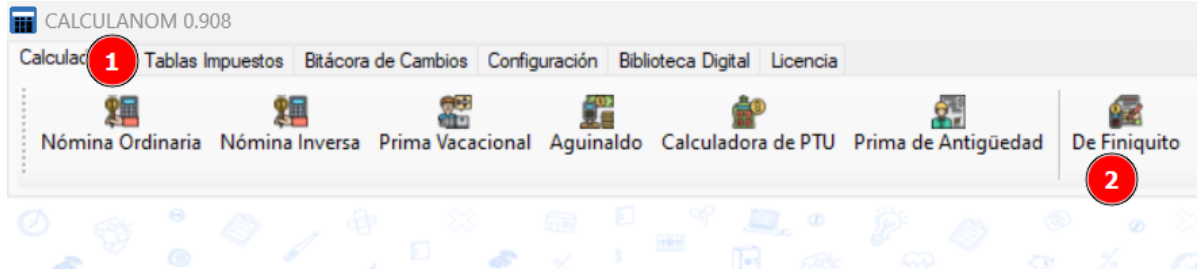 CALCULANOM 0.908
1 Tablas Impuestos Bitácora de Cambios Configuración Biblioteca Digital Licencia
Nómina Ordinaria Nómina Inversa Prima Vacacional Aguinaldo Calculadora de PTU Prima de Antigüedad De Finiquito
2